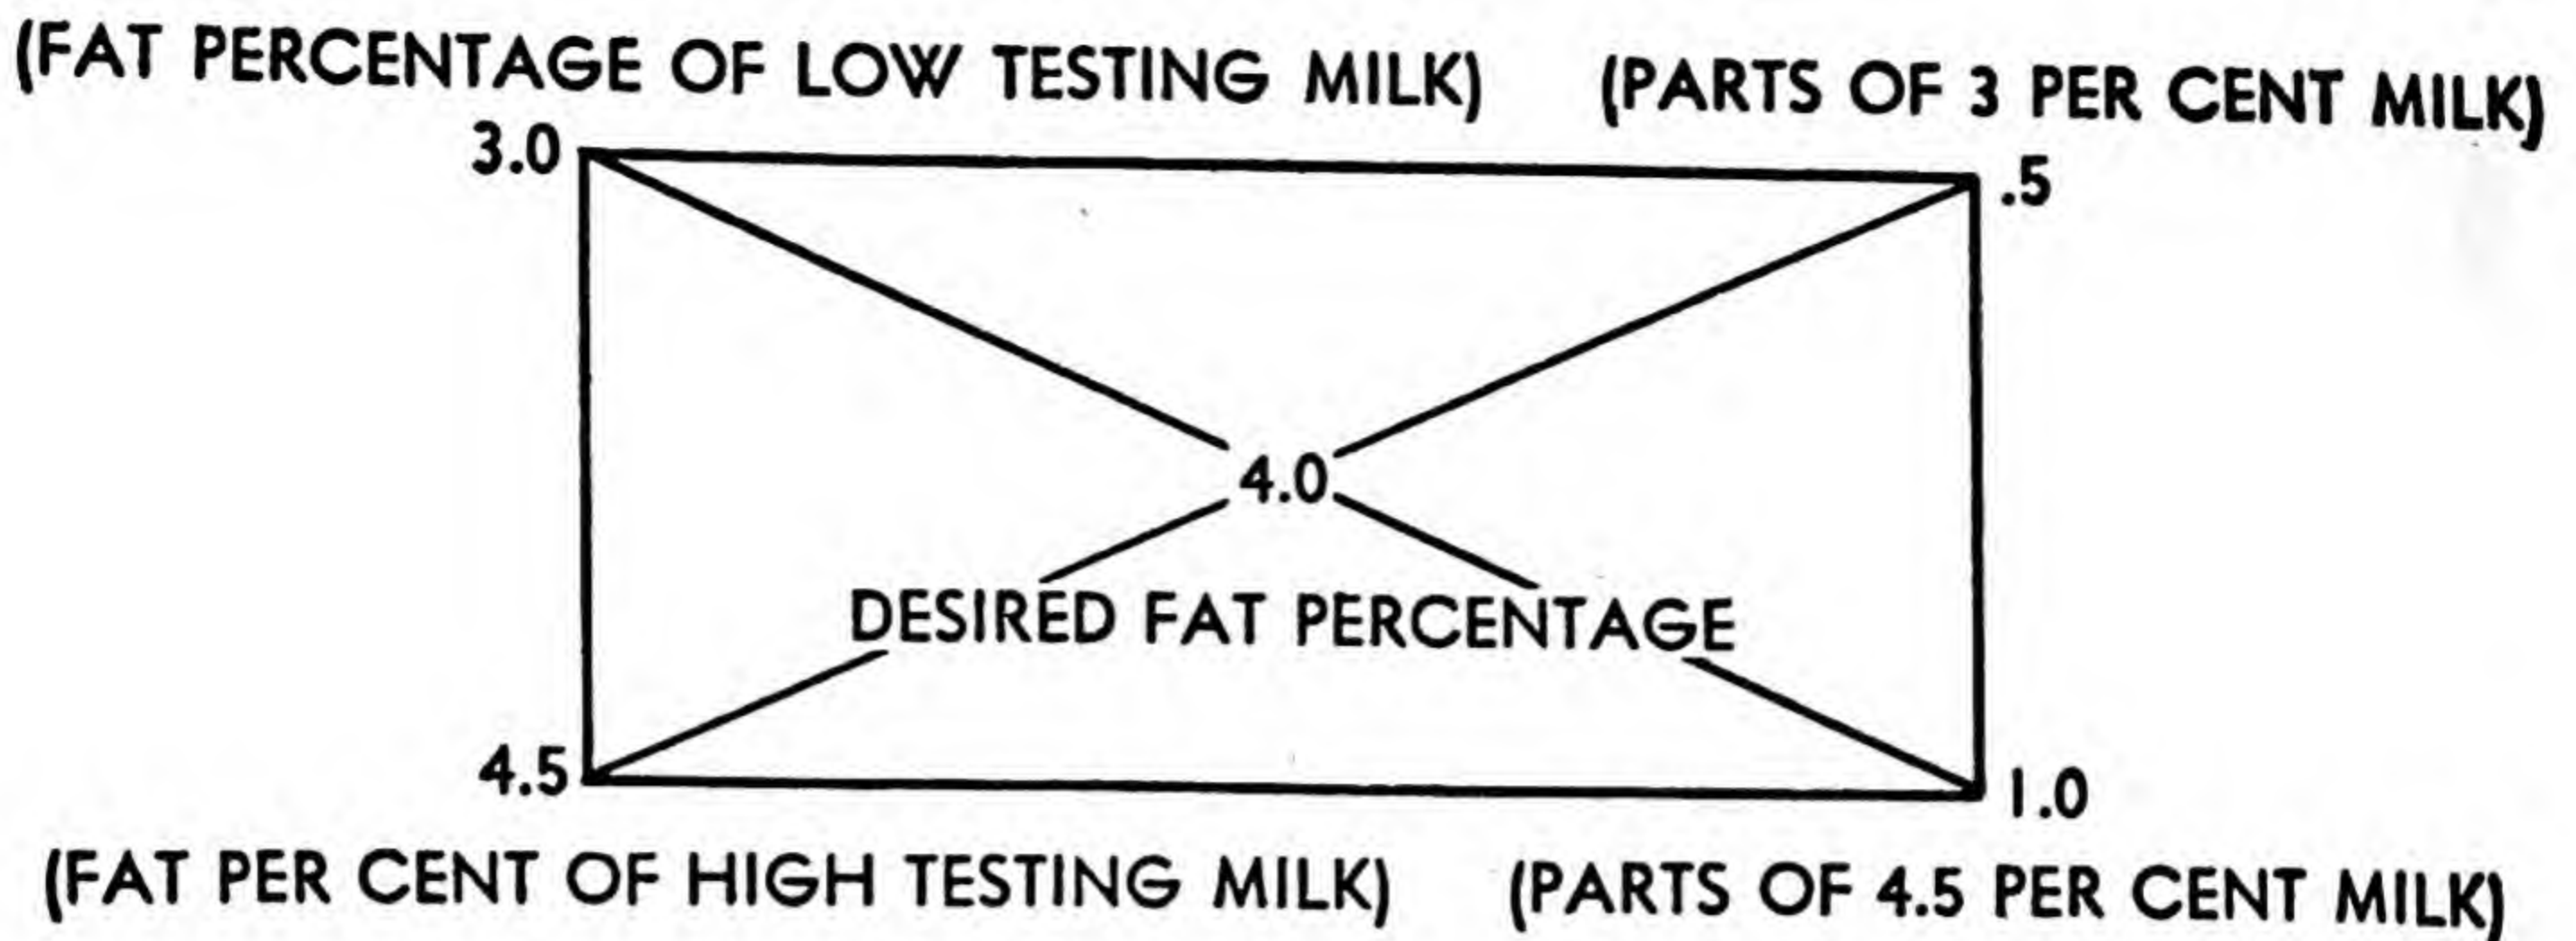 (FAT PERCENTAGE OF LOW TESTING MILK) (PARTS OF 3 PER CENT MILK)
3.0 .5
4.0
DESIRED FAT PERCENTAGE
4.5 1.0
(FAT PER CENT OF HIGH TESTING MILK) (PARTS OF 4.5 PER CENT MILK)